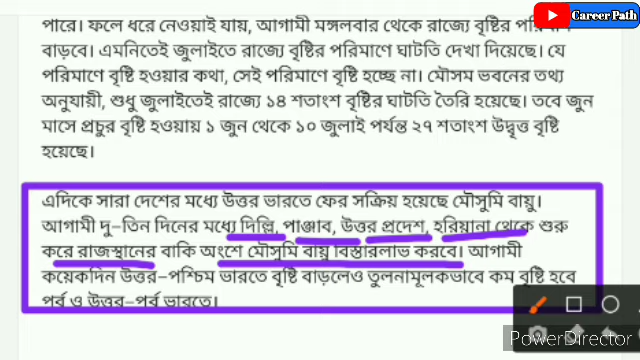 Career Path
পারে। ফলে ধরে নেওয়াই যায়, আগামী মঙ্গলবার থেকে রাজ্যে বৃষ্টির
বাড়বে। এমনিতেই জুলাইতে রাজ্যে বৃষ্টির পরিমাণে ঘাটতি দেখা দিয়েছে। যে
পরিমাণে বৃষ্টি হওয়ার কথা, সেই পরিমাণে বৃষ্টি হচ্ছে না। মৌসম ভবনের তথ্য
অনুযায়ী, শুধু জুলাইতেই রাজ্যে ১৪ শতাংশ বৃষ্টির ঘাটতি তৈরি হয়েছে। তবে জুন
মাসে প্রচুর বৃষ্টি হওয়ায় ১ জুন থেকে ১০ জুলাই পর্যন্ত ২৭ শতাংশ উদ্বৃত্ত বৃষ্টি
হয়েছে।
এদিকে সারা দেশের মধ্যে উত্তর ভারতে ফের সক্রিয় হয়েছে মৌসুমি বায়ু।
আগামী দু-তিন দিনের মধ্যে দিল্লি, পাঞ্জাব, উত্তর প্রদেশ, হরিয়ানা থেকে শুরু
করে রাজস্থানের বাকি অংশে মৌসুমি বায়ু বিস্তারলাভ করবে। আগামী
কয়েকদিন উত্তর-পশ্চিম ভারতে বৃষ্টি বাড়লেও তুলনামূলকভাবে কম বৃষ্টি হবে
পূর্ব ও উত্তর-পূর্ব ভারতে।
PowerDirector